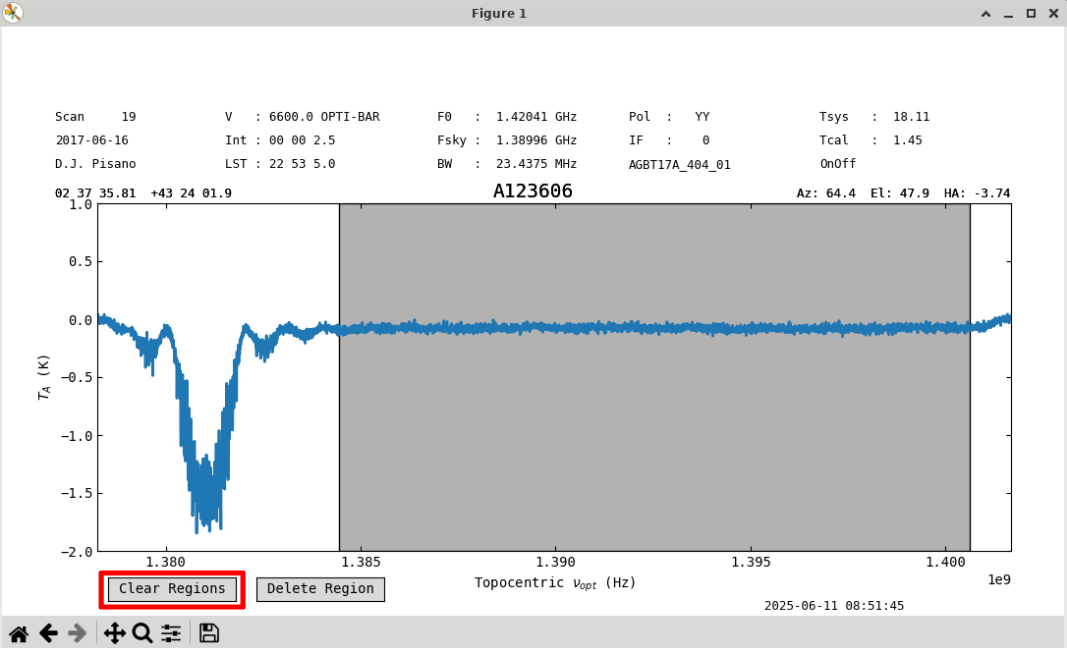 Figure 1
Scan 19 V : 6600.0 OPTI-BAR F0 : 1.42041 GHz Pol : YY Tsys : 18.11
2017-06-16 Int : 00 00 2.5 Fsky : 1.38996 GHz IF : 0 Tcal : 1.45
D.J. Pisano LST : 22 53 5.0 BW : 23.4375 MHz AGBT17A_404_01 OnOff
02 37 35.81 +43 24 01.9 A123606 Az: 64.4 El: 47.9 HA: -3.74
1.0
0.5
0.0
−0.5
−1.0
−1.5
−2.0
T_A (K)
1.380 1.385 1.390 1.395 1.400
1e9
Topocentric ν_opt (Hz)
Clear Regions Delete Region
2025-06-11 08:51:45